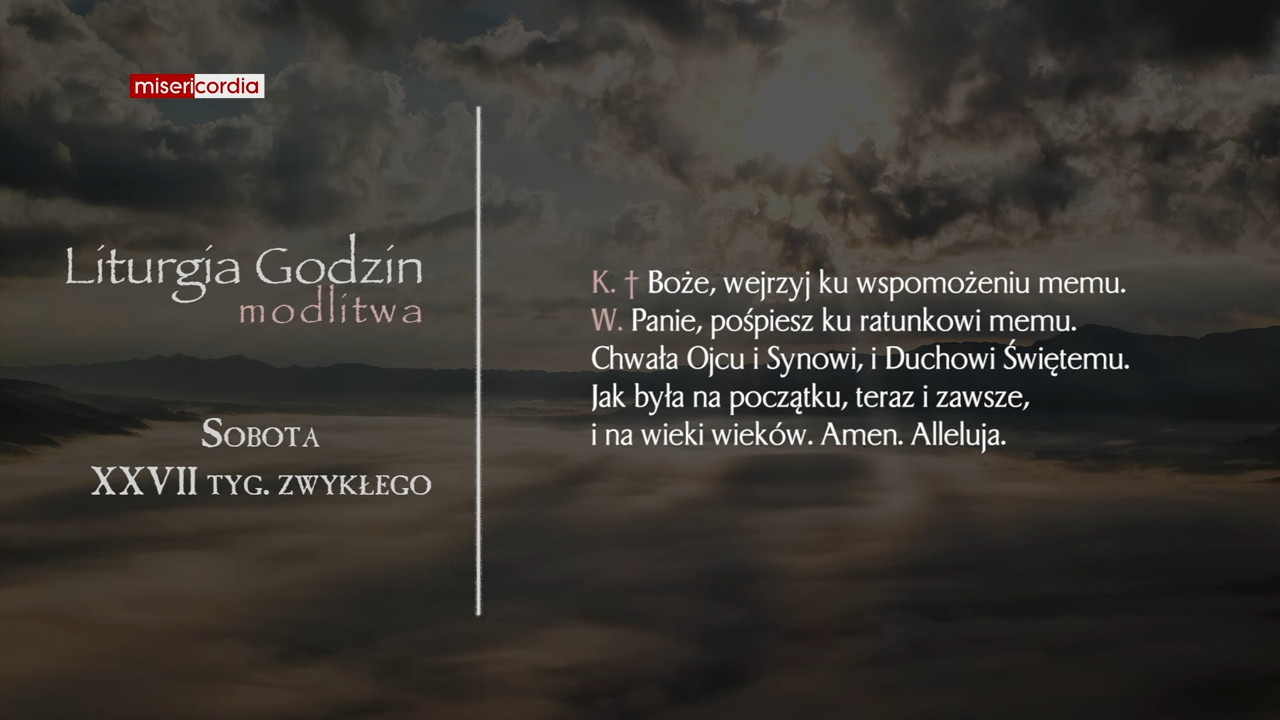 misericordia
Liturgia Godzin
modlitwa
Sobota
XXVII tyg. zwykłego
K. † Boże, wejrzyj ku wspomożeniu memu.
W. Panie, pośpiesz ku ratunkowi memu.
Chwała Ojcu i Synowi, i Duchowi Świętemu.
Jak była na początku, teraz i zawsze,
i na wieki wieków. Amen. Alleluja.